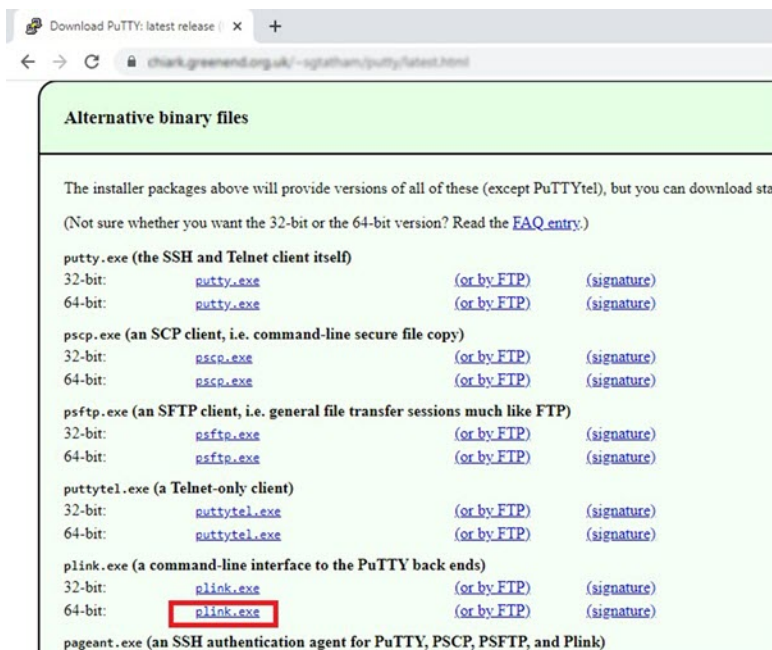 Download PuTTY: latest release (
chiark.greenend.org.uk/~sgtatham/putty/latest.html
Alternative binary files
The installer packages above will provide versions of all of these (except PuTTYtel), but you can download sta
(Not sure whether you want the 32-bit or the 64-bit version? Read the FAQ entry.)
putty.exe (the SSH and Telnet client itself)
32-bit: putty.exe (or by FTP) (signature)
64-bit: putty.exe (or by FTP) (signature)
pscp.exe (an SCP client, i.e. command-line secure file copy)
32-bit: pscp.exe (or by FTP) (signature)
64-bit: pscp.exe (or by FTP) (signature)
psftp.exe (an SFTP client, i.e. general file transfer sessions much like FTP)
32-bit: psftp.exe (or by FTP) (signature)
64-bit: psftp.exe (or by FTP) (signature)
puttytel.exe (a Telnet-only client)
32-bit: puttytel.exe (or by FTP) (signature)
64-bit: puttytel.exe (or by FTP) (signature)
plink.exe (a command-line interface to the PuTTY back ends)
32-bit: plink.exe (or by FTP) (signature)
64-bit: plink.exe (or by FTP) (signature)
pageant.exe (an SSH authentication agent for PuTTY, PSCP, PSFTP, and Plink)